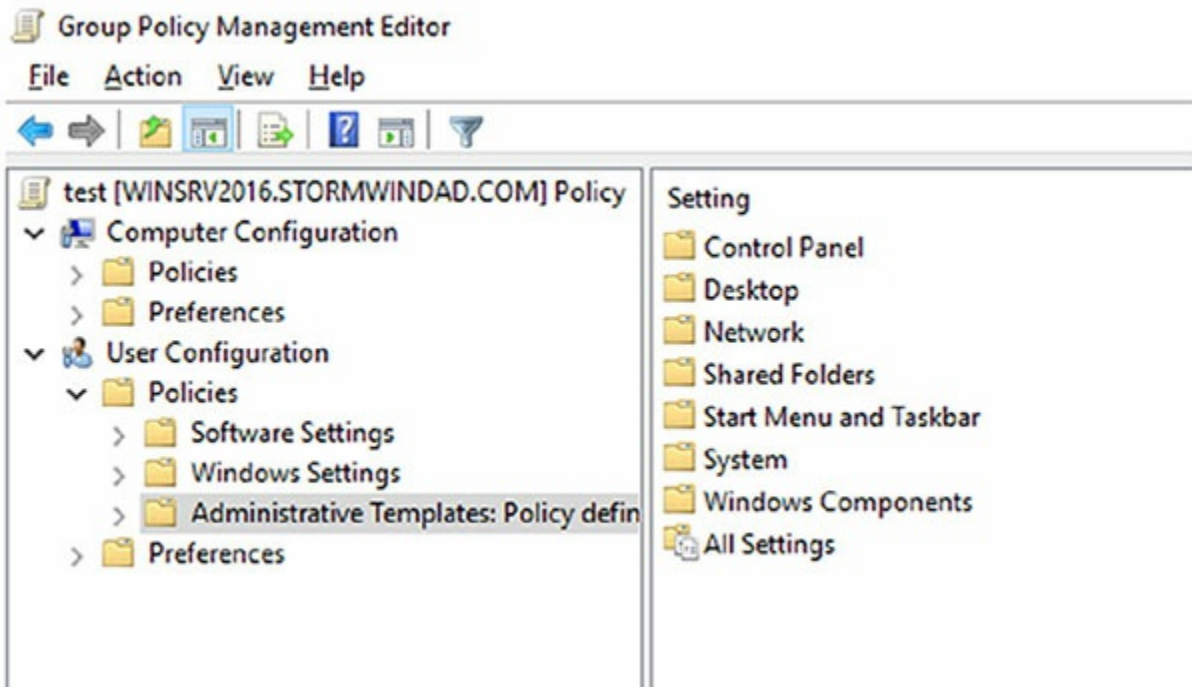 Group Policy Management Editor
File Action View Help
test [WINSRV2016.STORMWINDAD.COM] Policy
Computer Configuration
Policies
Preferences
User Configuration
Policies
Software Settings
Windows Settings
Administrative Templates: Policy defin
Preferences
Setting
Control Panel
Desktop
Network
Shared Folders
Start Menu and Taskbar
System
Windows Components
All Settings